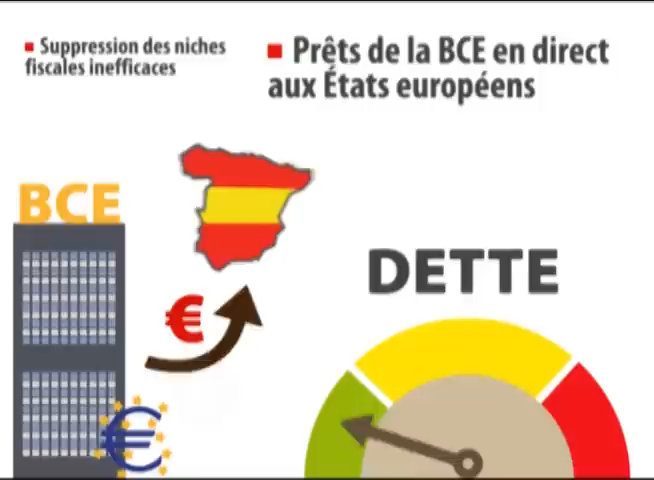 ▪ Suppression des niches
fiscales inefficaces
▪ Prêts de la BCE en direct
aux États européens
BCE
€
DETTE
€